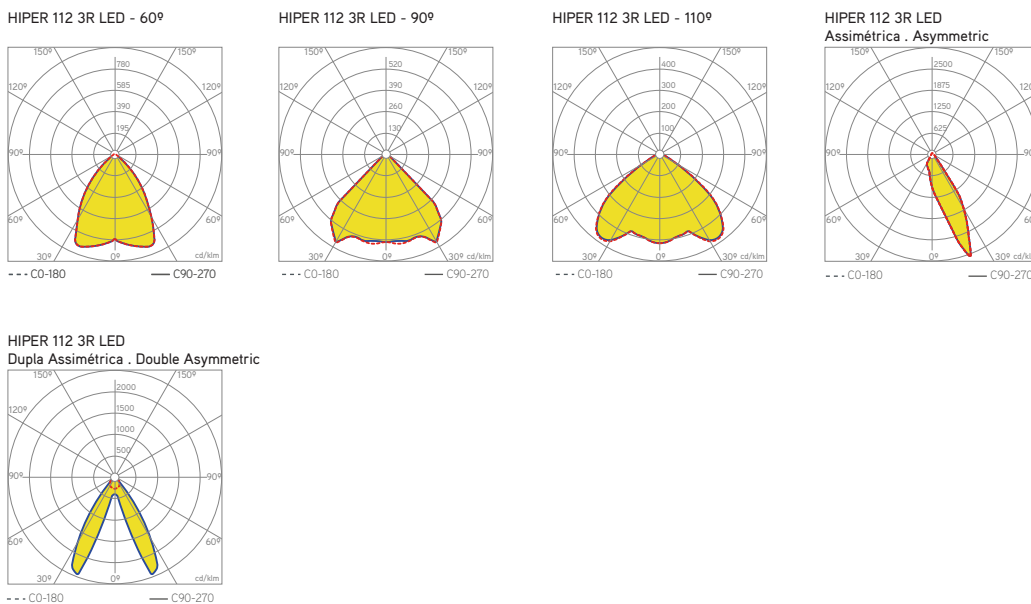 HIPER 112 3R LED - 60º
150º 150º
780
120º 585 120º
390
195
90º 90º
60º 60º
30º 0º cd/klm
--- C0-180 — C90-270
HIPER 112 3R LED - 90º
150º 150º
520
120º 390 120º
260
130
90º 90º
60º 60º
30º 0º 30º cd/klm
--- C0-180 — C90-270
HIPER 112 3R LED - 110º
150º 150º
400
120º 300 120º
200
100
90º 90º
60º 60º
30º 0º 30º cd/klm
--- C0-180 — C90-270
HIPER 112 3R LED
Assimétrica . Asymmetric
150º 150º
2500
120º 1875 120
1250
625
90º 90
60º 60
30º 0º 30º cd/k
--- C0-180 — C90-270
HIPER 112 3R LED
Dupla Assimétrica . Double Asymmetric
150º 150º
2000
120º 1500 120º
1000
500
90º 90º
60º 60º
30º 0º cd/klm
--- C0-180 — C90-270